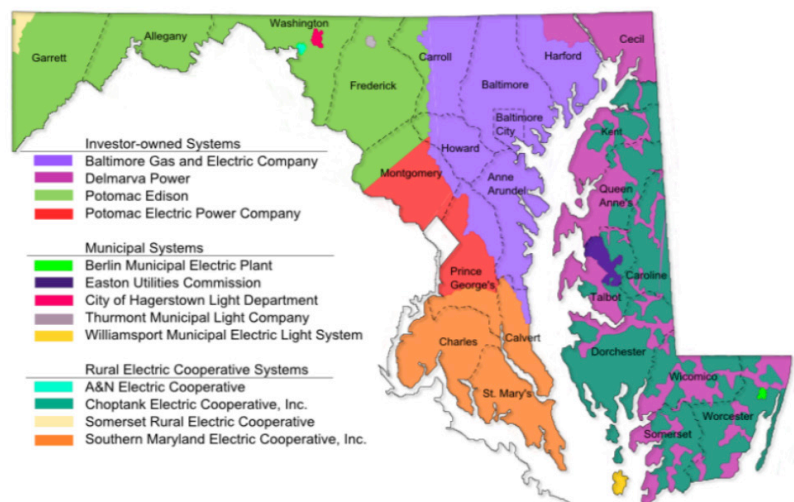 Washington
Cecil
Allegany
Garrett
Carroll
Harford
Frederick
Baltimore
Baltimore
City
Kent
Howard
Montgomery
Anne
Arundel
Queen
Anne's
Prince
George's
Caroline
Talbot
Charles
Calvert
Dorchester
St. Mary's
Wicomico
Worcester
Somerset
Investor-owned Systems
Baltimore Gas and Electric Company
Delmarva Power
Potomac Edison
Potomac Electric Power Company
Municipal Systems
Berlin Municipal Electric Plant
Easton Utilities Commission
City of Hagerstown Light Department
Thurmont Municipal Light Company
Williamsport Municipal Electric Light System
Rural Electric Cooperative Systems
A&N Electric Cooperative
Choptank Electric Cooperative, Inc.
Somerset Rural Electric Cooperative
Southern Maryland Electric Cooperative, Inc.